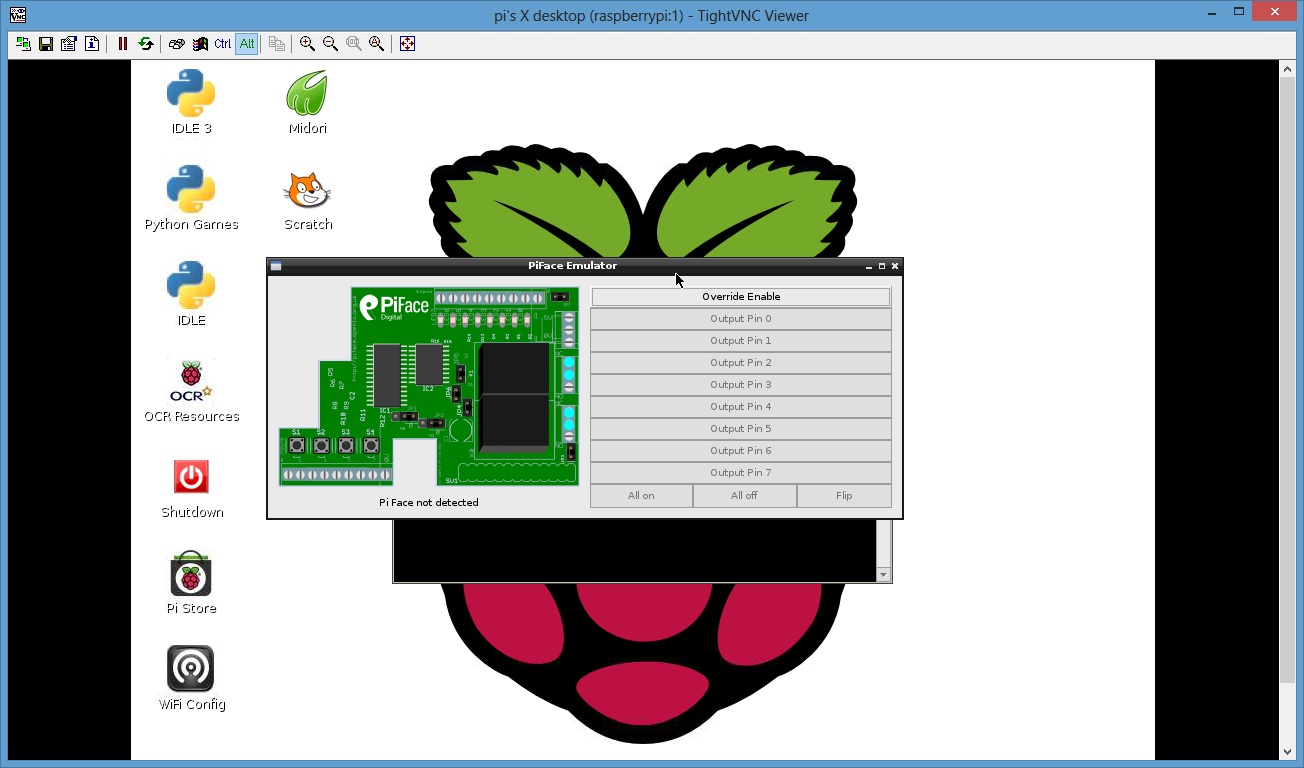 pi's X desktop (raspberrypi:1) - TightVNC Viewer
Ctrl Alt
IDLE 3
Midori
Python Games
Scratch
IDLE
OCR
OCR Resources
Shutdown
Pi Store
WiFi Config
PiFace Emulator
PiFace
Digital
IC1
IC2
S1 S2 S3 S4
SV1
Pi Face not detected
Override Enable
Output Pin 0
Output Pin 1
Output Pin 2
Output Pin 3
Output Pin 4
Output Pin 5
Output Pin 6
Output Pin 7
All on All off Flip